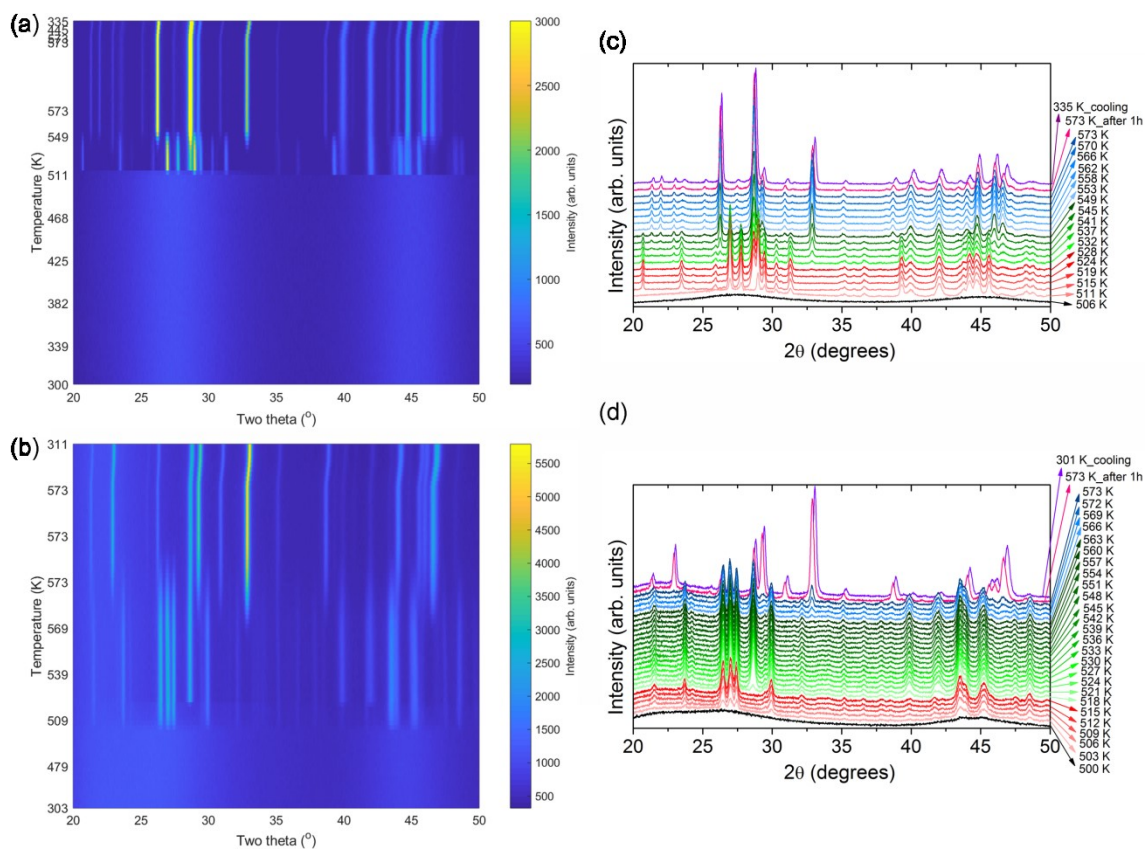 (a)
335
445
573
573
573
549
511
468
425
382
339
300
Temperature (K)
20 25 30 35 40 45 50
Two theta (°)
3000
2500
2000
1500
1000
500
Intensity (arb. units)
(c)
Intensity (arb. units)
20 25 30 35 40 45 50
2θ (degrees)
335 K_cooling
573 K_after 1h
573 K
570 K
566 K
562 K
558 K
553 K
549 K
545 K
541 K
537 K
532 K
528 K
524 K
519 K
515 K
511 K
506 K
(b)
311
573
573
573
569
539
509
479
303
Temperature (K)
20 25 30 35 40 45 50
Two theta (°)
5500
5000
4500
4000
3500
3000
2500
2000
1500
1000
500
Intensity (arb. units)
(d)
Intensity (arb. units)
20 25 30 35 40 45 50
2θ (degrees)
301 K_cooling
573 K_after 1h
573 K
572 K
569 K
566 K
563 K
560 K
557 K
554 K
551 K
548 K
545 K
542 K
539 K
536 K
533 K
530 K
527 K
524 K
521 K
518 K
515 K
512 K
509 K
506 K
503 K
500 K